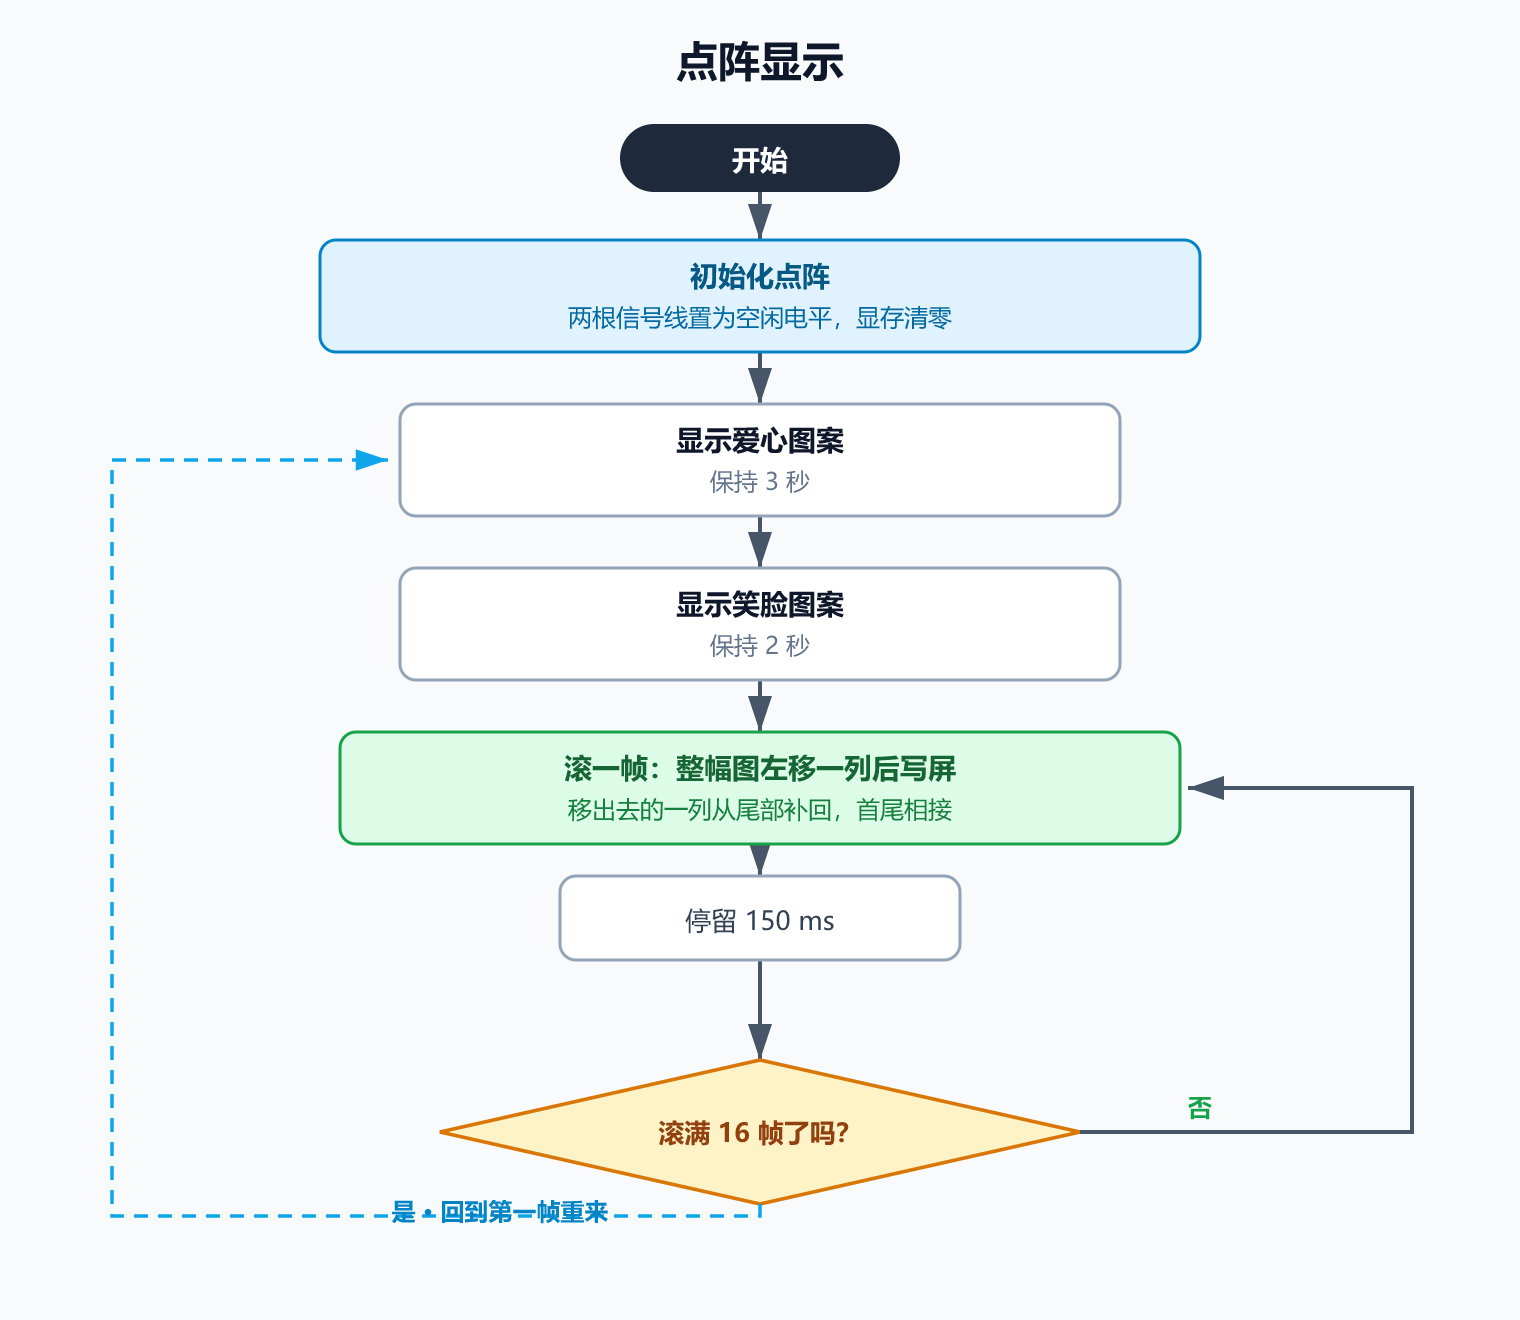 点阵显示
开始
初始化点阵
两根信号线置为空闲电平，显存清零
显示爱心图案
保持 3 秒
显示笑脸图案
保持 2 秒
滚一帧：整幅图左移一列后写屏
移出去的一列从尾部补回，首尾相接
停留 150 ms
滚满 16 帧了吗？
否
是 · 回到第一帧重来